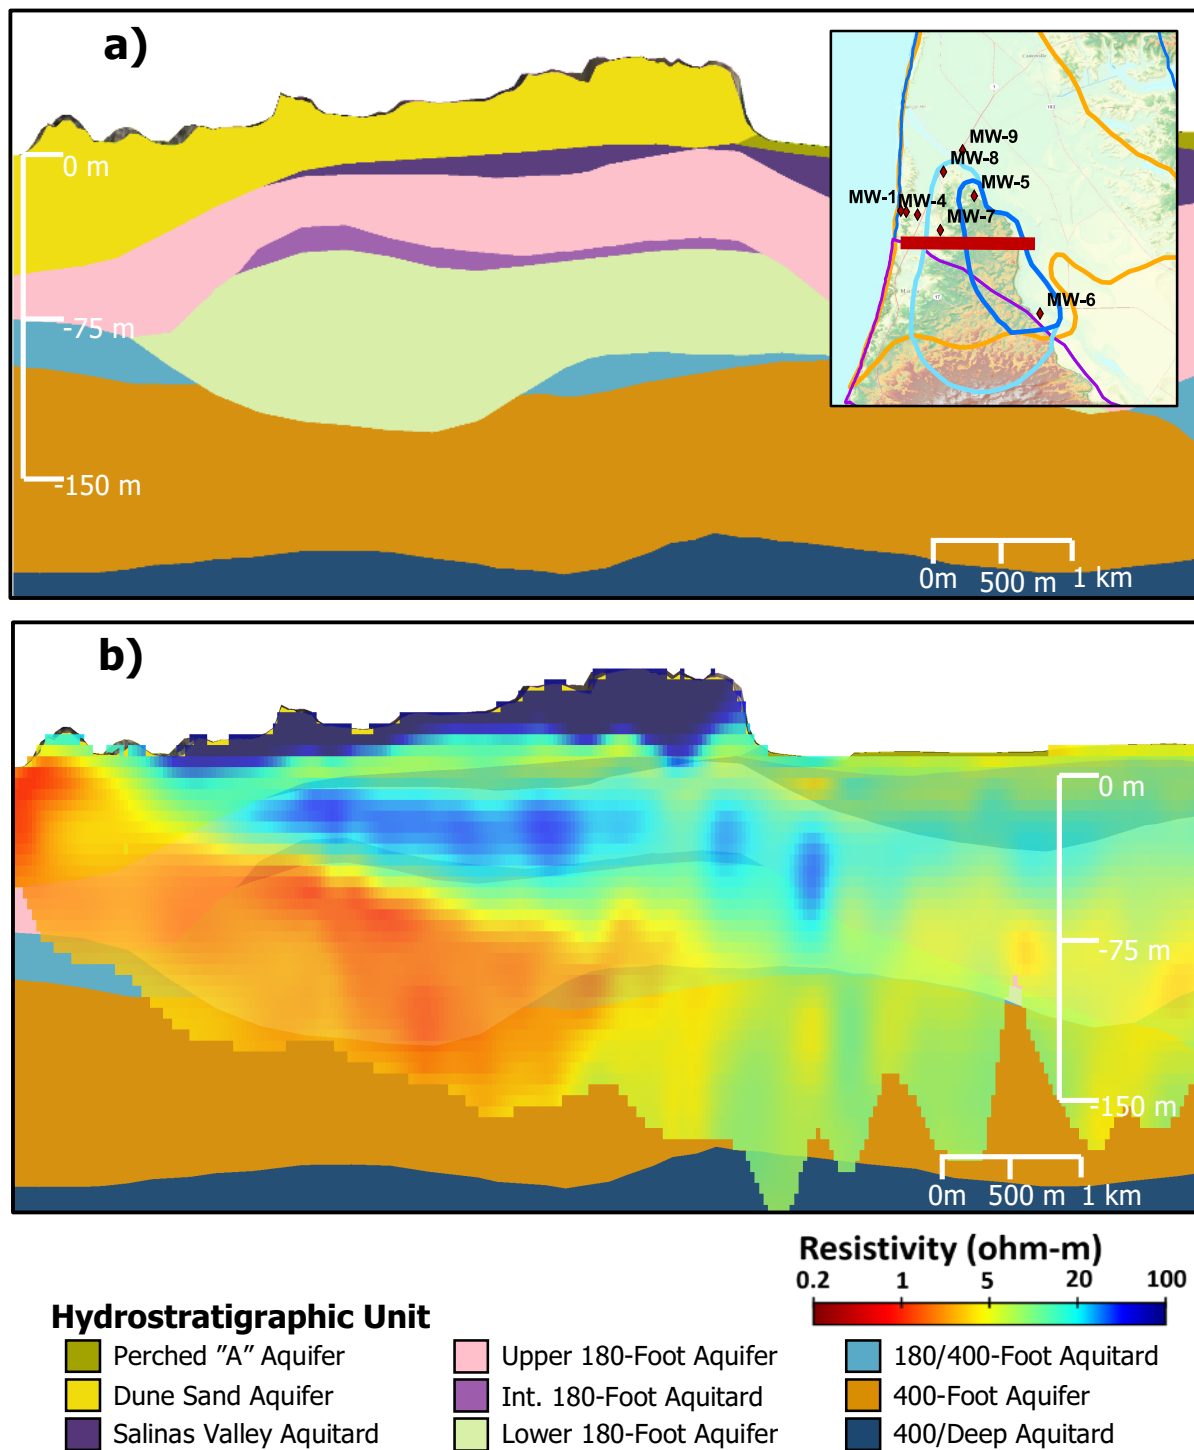 a)
MW-9
MW-8
MW-5
MW-1
MW-4
MW-7
MW-6
0 m
-75 m
-150 m
0m 500 m 1 km
b)
0 m
-75 m
-150 m
0m 500 m 1 km
Resistivity (ohm-m)
0.2 1 5 20 100
Hydrostratigraphic Unit
Perched ”A” Aquifer
Upper 180-Foot Aquifer
180/400-Foot Aquitard
Dune Sand Aquifer
Int. 180-Foot Aquitard
400-Foot Aquifer
Salinas Valley Aquitard
Lower 180-Foot Aquifer
400/Deep Aquitard